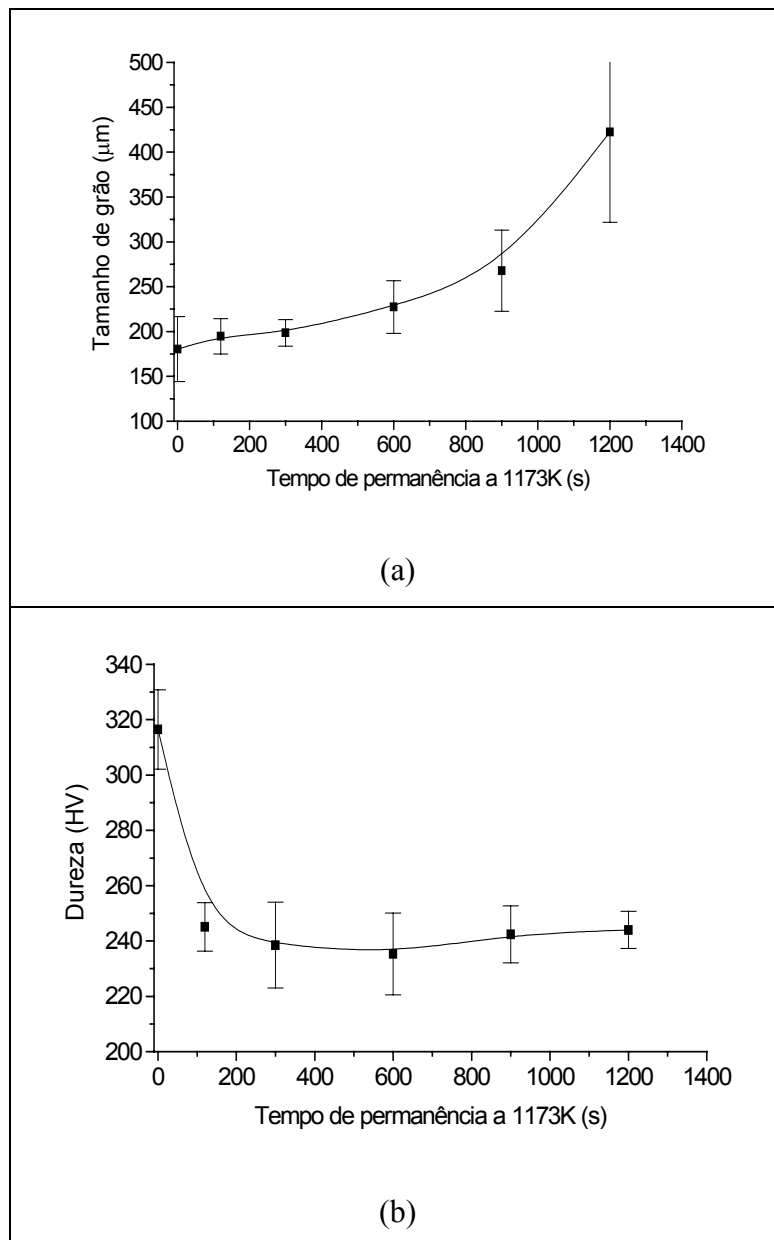 500
450
400
350
300
250
200
150
100
Tamanho de grão (μm)
0 200 400 600 800 1000 1200 1400
Tempo de permanência a 1173K (s)
(a)
340
320
300
280
260
240
220
200
Dureza (HV)
0 200 400 600 800 1000 1200 1400
Tempo de permanência a 1173K (s)
(b)